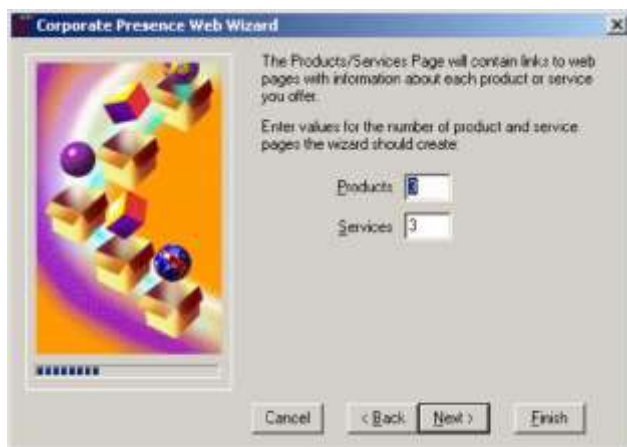 Corporate Presence Web Wizard
The Products/Services Page will contain links to web
pages with information about each product or service
you offer.
Enter values for the number of product and service
pages the wizard should create:
Products 3
Services 3
Cancel < Back Next > Finish